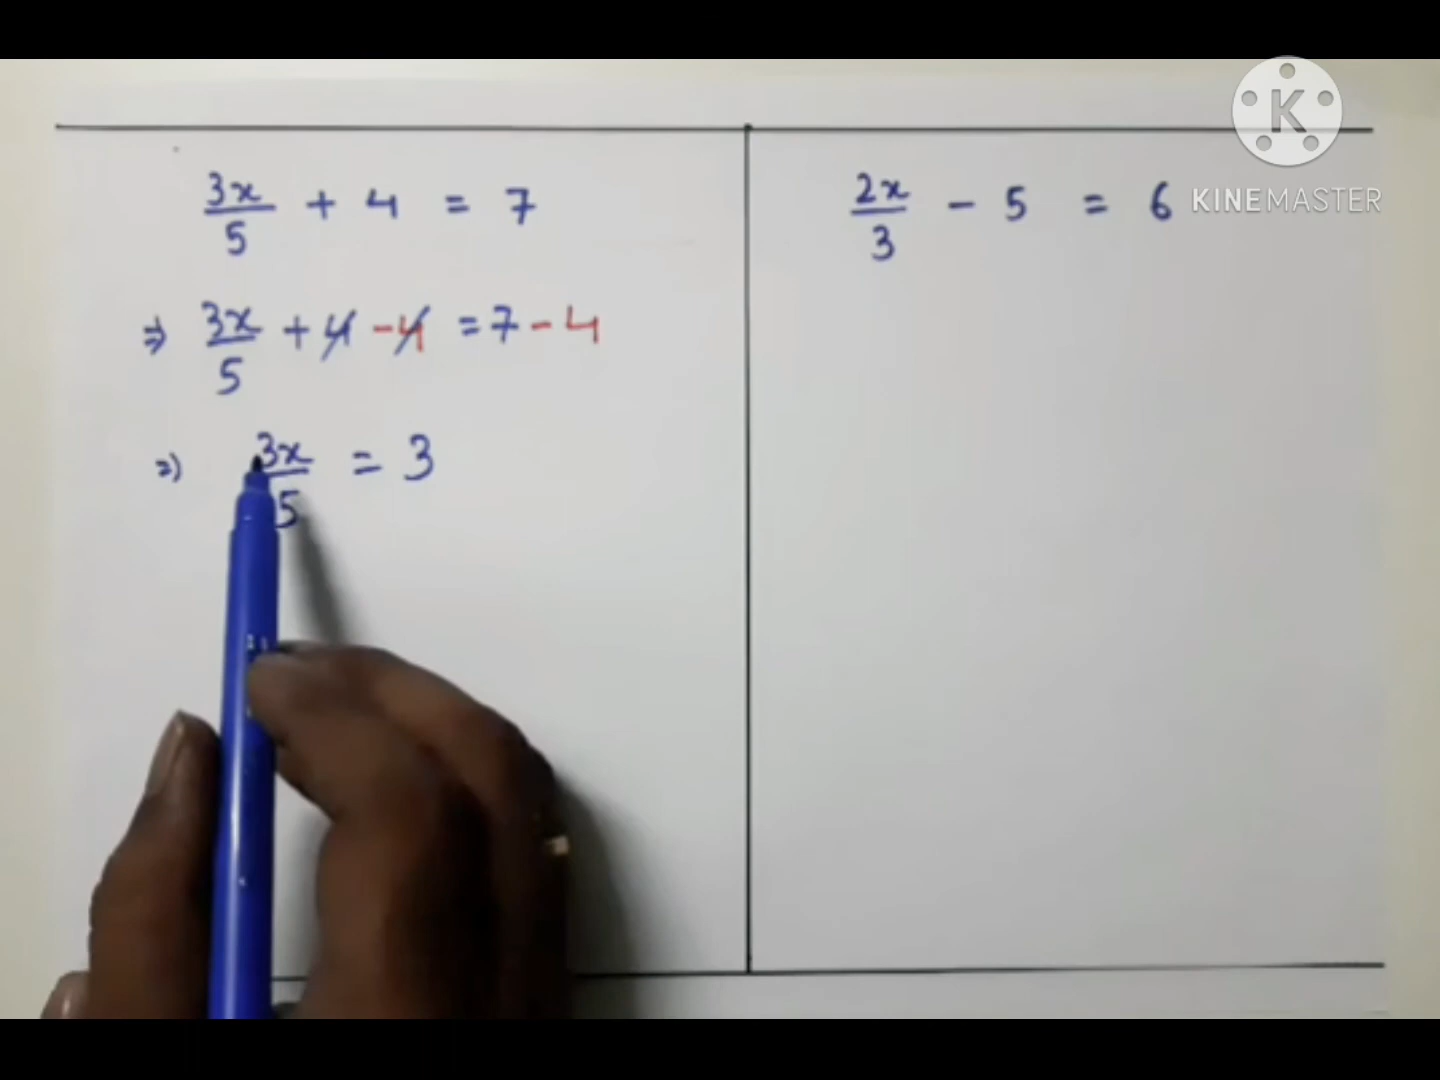 3x/5 + 4 = 7
⇒ 3x/5 + 4 - 4 = 7 - 4
⇒ 3x/5 = 3
2x/3 - 5 = 6
K
KINEMASTER